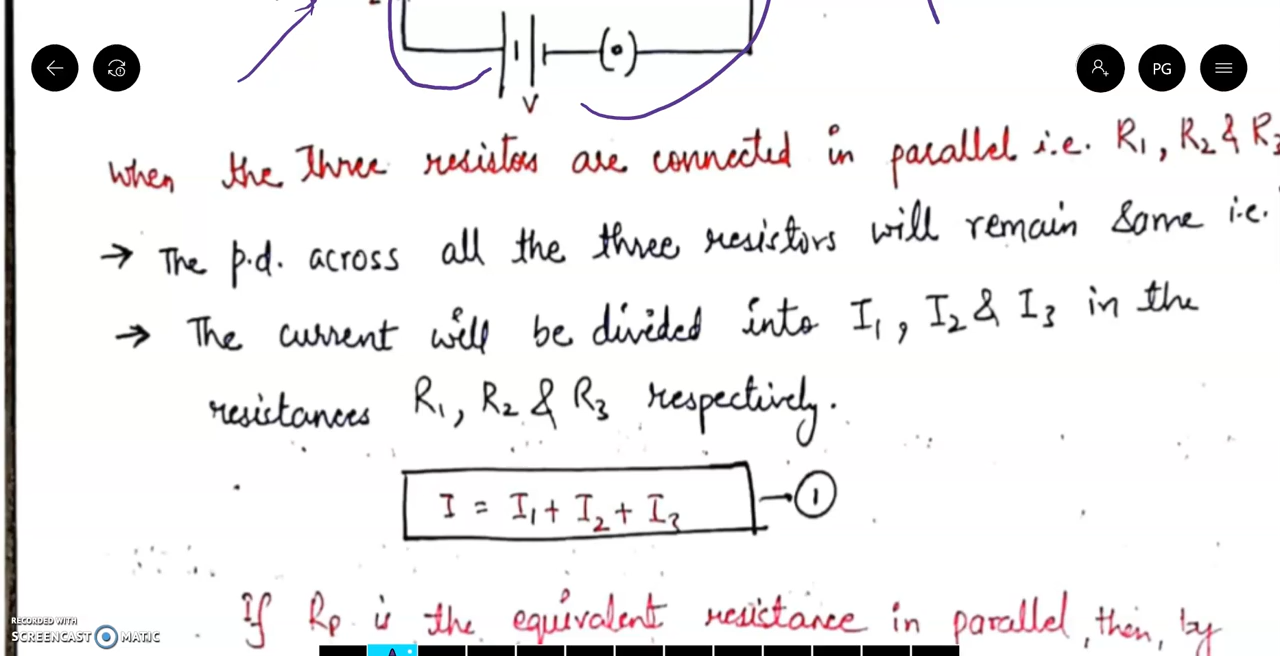 V
PG
When the three resistors are connected in parallel i.e. R₁, R₂ & R₃
→ The p.d. across all the three resistors will remain same i.e.
→ The current will be divided into I₁, I₂ & I₃ in the
resistances R₁, R₂ & R₃ respectively.
I = I₁ + I₂ + I₃ → ①
If Rp is the equivalent resistance in parallel, then, by
RECORDED WITH
SCREENCAST MATIC